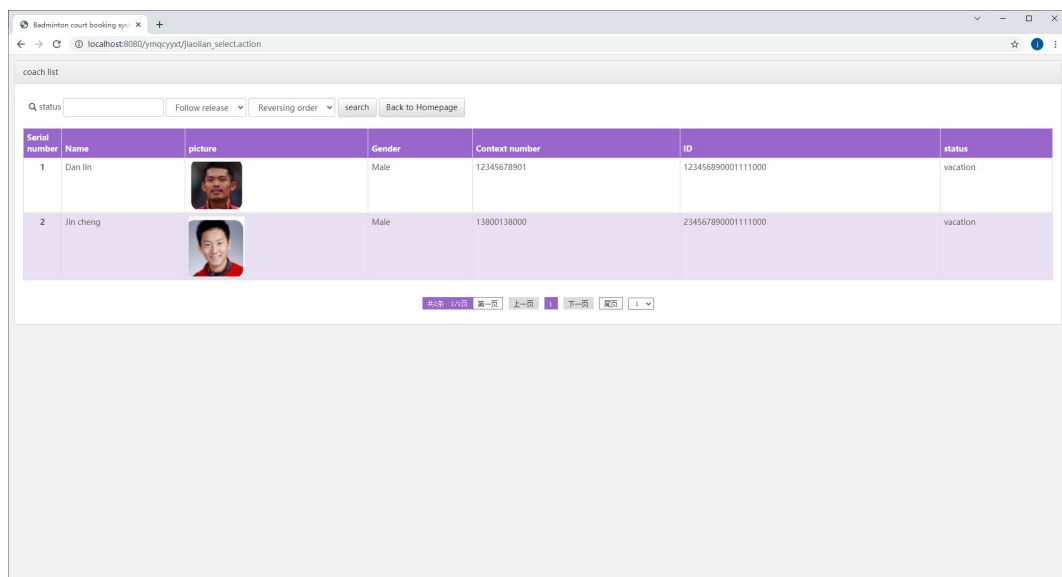 Badminton court booking syst
localhost:8080/ymqcyyxt/jiaolian_select.action
j
coach list
status Follow release Reversing order search Back to Homepage
Serial number Name picture Gender Context number ID status
1 Dan lin Male 12345678901 123456890001111000 vacation
2 Jin cheng Male 13800138000 234567890001111000 vacation
共2条 1/1页 第一页 上一页 1 下一页 尾页 1